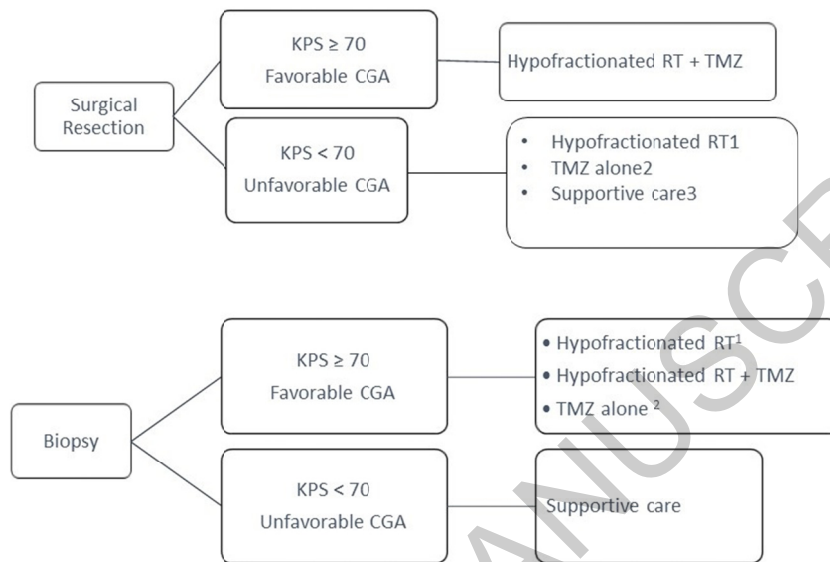 KPS ≥ 70
Favorable CGA
Hypofractionated RT + TMZ
Surgical
Resection
KPS < 70
Unfavorable CGA
• Hypofractionated RT1
• TMZ alone2
• Supportive care3
KPS ≥ 70
Favorable CGA
• Hypofractionated RT¹
• Hypofractionated RT + TMZ
• TMZ alone ²
Biopsy
KPS < 70
Unfavorable CGA
Supportive care
ANUSCR